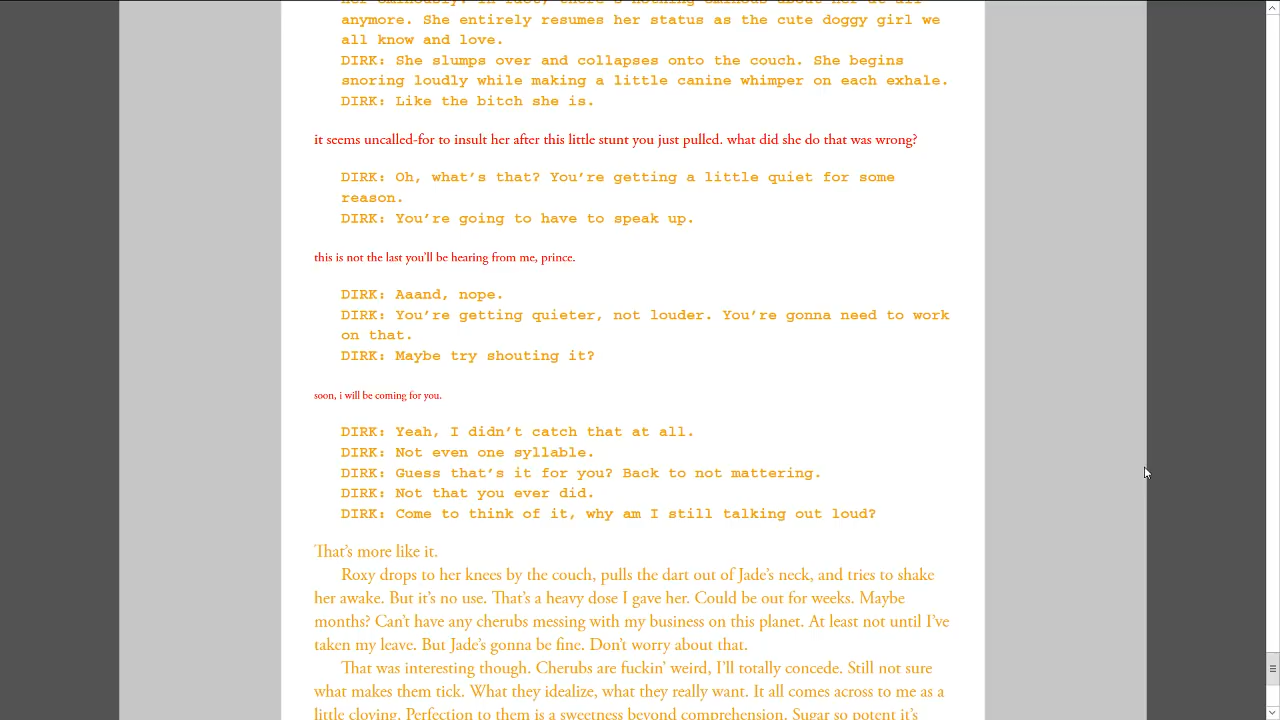 her ominously. In fact, there's nothing ominous about her at all
anymore. She entirely resumes her status as the cute doggy girl we
all know and love.
DIRK: She slumps over and collapses onto the couch. She begins
snoring loudly while making a little canine whimper on each exhale.
DIRK: Like the bitch she is.
it seems uncalled-for to insult her after this little stunt you just pulled. what did she do that was wrong?
DIRK: Oh, what’s that? You’re getting a little quiet for some
reason.
DIRK: You’re going to have to speak up.
this is not the last you’ll be hearing from me, prince.
DIRK: Aaand, nope.
DIRK: You’re getting quieter, not louder. You’re gonna need to work
on that.
DIRK: Maybe try shouting it?
soon, i will be coming for you.
DIRK: Yeah, I didn’t catch that at all.
DIRK: Not even one syllable.
DIRK: Guess that’s it for you? Back to not mattering.
DIRK: Not that you ever did.
DIRK: Come to think of it, why am I still talking out loud?
That’s more like it.
Roxy drops to her knees by the couch, pulls the dart out of Jade’s neck, and tries to shake
her awake. But it’s no use. That’s a heavy dose I gave her. Could be out for weeks. Maybe
months? Can’t have any cherubs messing with my business on this planet. At least not until I’ve
taken my leave. But Jade’s gonna be fine. Don’t worry about that.
That was interesting though. Cherubs are fuckin’ weird, I’ll totally concede. Still not sure
what makes them tick. What they idealize, what they really want. It all comes across to me as a
little cloying. Perfection to them is a sweetness beyond comprehension. Sugar so potent it’s